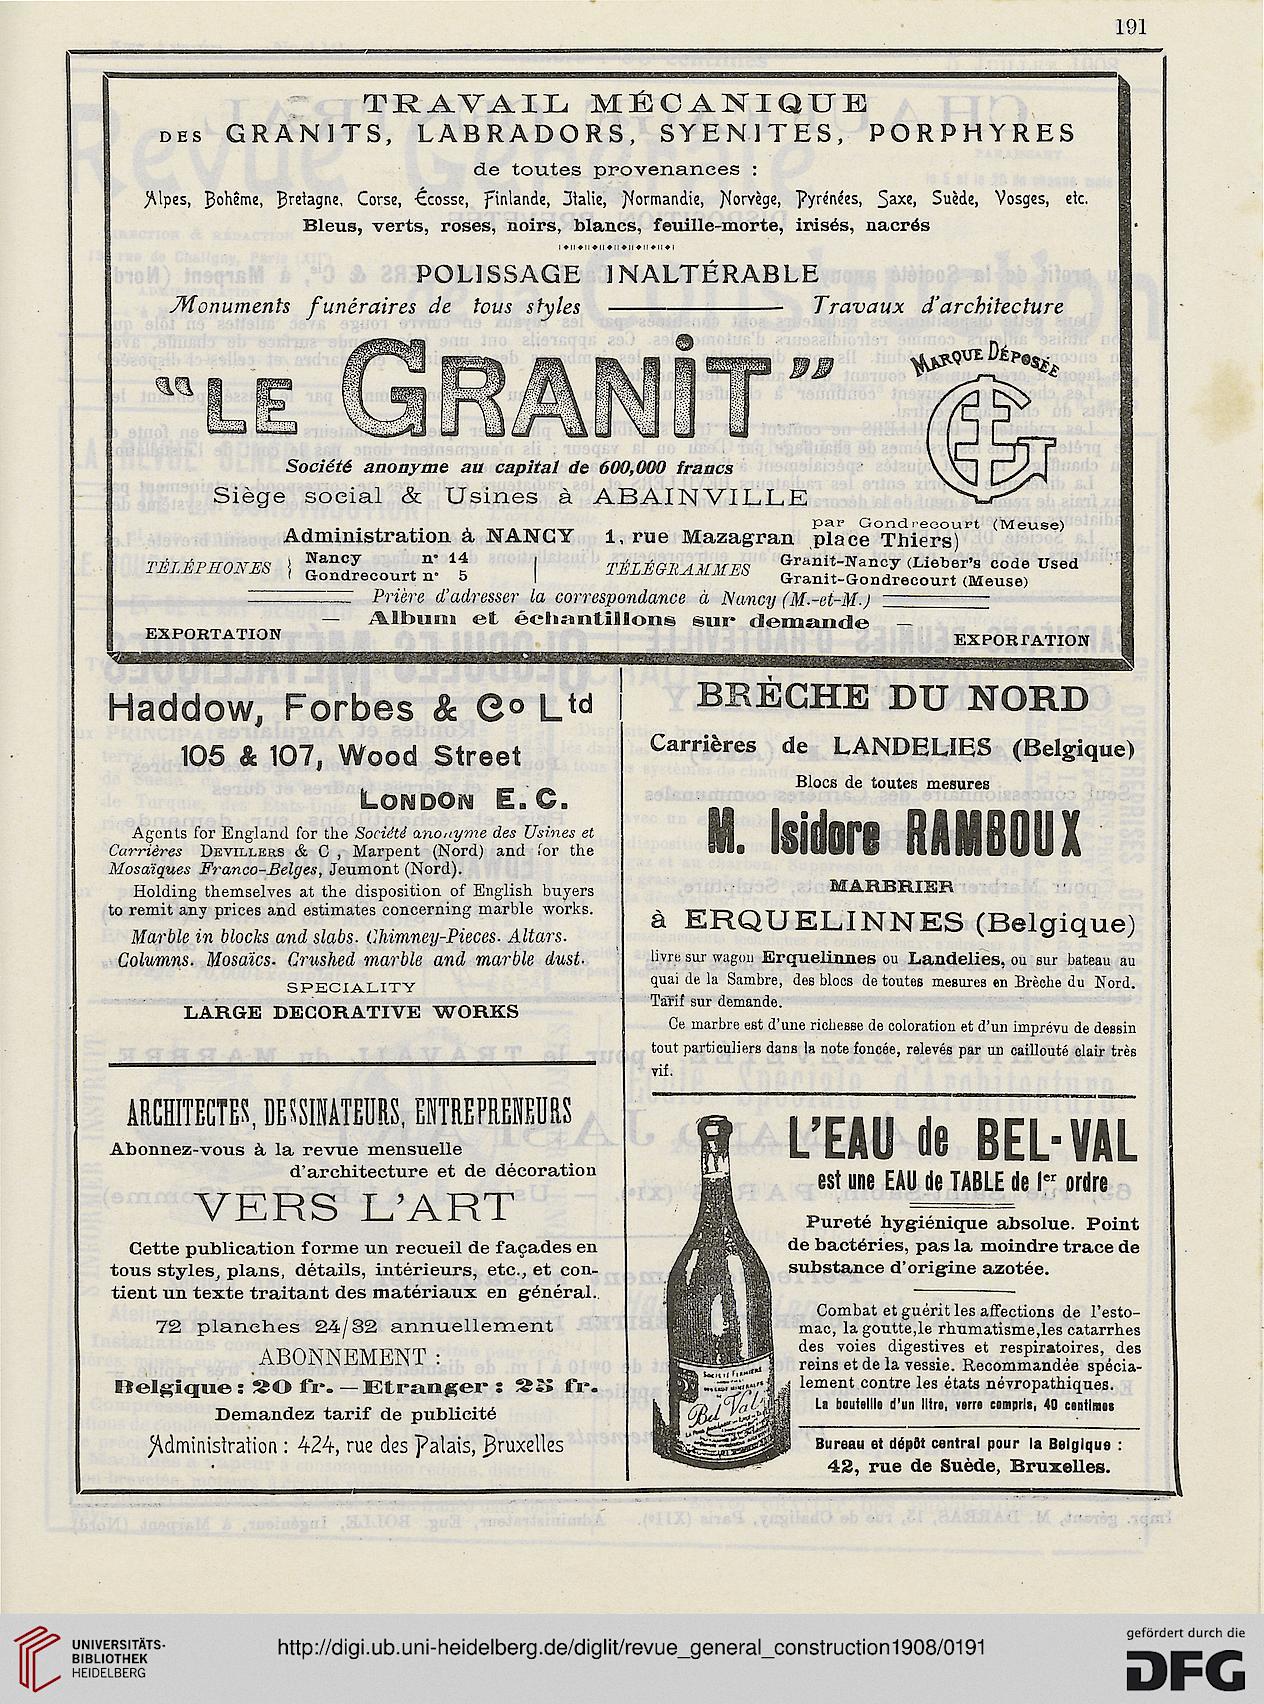 191
TRAVAIL MÉCANIQUE
DES GRANITS, LABRADORS, SYENITES, PORPHYRES
de toutes provenances :
Alpes, Bohême, Bretagne, Corse, Écosse, Finlande, Italie, Normandie, Norvège, Pyrénées, Saxe, Suède, Vosges, etc.
Bleus, verts, roses, noirs, blancs, feuille-morte, irisés, nacrés
POLISSAGE INALTÉRABLE
Monuments funéraires de tous styles — Travaux d'architecture
"LE GRANIT"
MARQUE DÉPOSÉE
Société anonyme au capital de 600,000 francs
Siège social & Usines à ABAINVILLE
par Gondrecourt (Meuse)
Administration à NANCY 1, rue Mazagran place Thiers)
TÉLÉPHONES { Nancy n° 14
Gondrecourt n° 5
TÉLÉGRAMMES Granit-Nancy (Lieber's code Used
Granit-Gondrecourt (Meuse)
Prière d'adresser la correspondance à Nancy (M.-et-M.)
— Album et échantillons sur demande —
EXPORTATION EXPORTATION
Haddow, Forbes & Co Ltd
105 & 107, Wood Street
LONDON E. C.
Agents for England for the Société anonyme des Usines et
Carrières DEVILLERS & C , Marpent (Nord) and for the
Mosaïques Franco-Belges, Jeumont (Nord).
Holding themselves at the disposition of English buyers
to remit any prices and estimates concerning marble works.
Marble in blocks and slabs. Chimney-Pieces. Altars.
Columns. Mosaïcs. Crushed marble and marble dust.
SPECIALITY
LARGE DECORATIVE WORKS
ARCHITECTES, DESSINATEURS, ENTREPRENEURS
Abonnez-vous à la revue mensuelle
d'architecture et de décoration
VERS L'ART
Cette publication forme un recueil de façades en
tous styles, plans, détails, intérieurs, etc., et con-
tient un texte traitant des matériaux en général.
72 planches 24/32 annuellement
ABONNEMENT :
Belgique : 20 fr. — Etranger : 25 fr.
Demandez tarif de publicité
Administration : 424, rue des Palais, Bruxelles
BRÈCHE DU NORD
Carrières de LANDELIES (Belgique)
Blocs de toutes mesures
M. Isidore RAMBOUX
MARBRIER
à ERQUELINNES (Belgique)
livre sur wagon Erquelinnes ou Landelies, ou sur bateau au
quai de la Sambre, des blocs de toutes mesures en Brèche du Nord.
Tarif sur demande.
Ce marbre est d'une richesse de coloration et d'un imprévu de dessin
tout particuliers dans la note foncée, relevés par un caillouté clair très
vif.
L'EAU de BEL-VAL
est une EAU de TABLE de 1er ordre
Pureté hygiénique absolue. Point
de bactéries, pas la moindre trace de
substance d'origine azotée.
Combat et guérit les affections de l'esto-
mac, la goutte, le rhumatisme, les catarrhes
des voies digestives et respiratoires, des
reins et de la vessie. Recommandée spécia-
lement contre les états névropathiques.
La bouteille d'un litre, verre compris, 40 centimes
Bureau et dépôt central pour la Belgique :
42, rue de Suède, Bruxelles.
Bel Val
UNIVERSITÄTS-
BIBLIOTHEK
HEIDELBERG
http://digi.ub.uni-heidelberg.de/diglit/revue_general_construction1908/0191
gefördert durch die
DFG